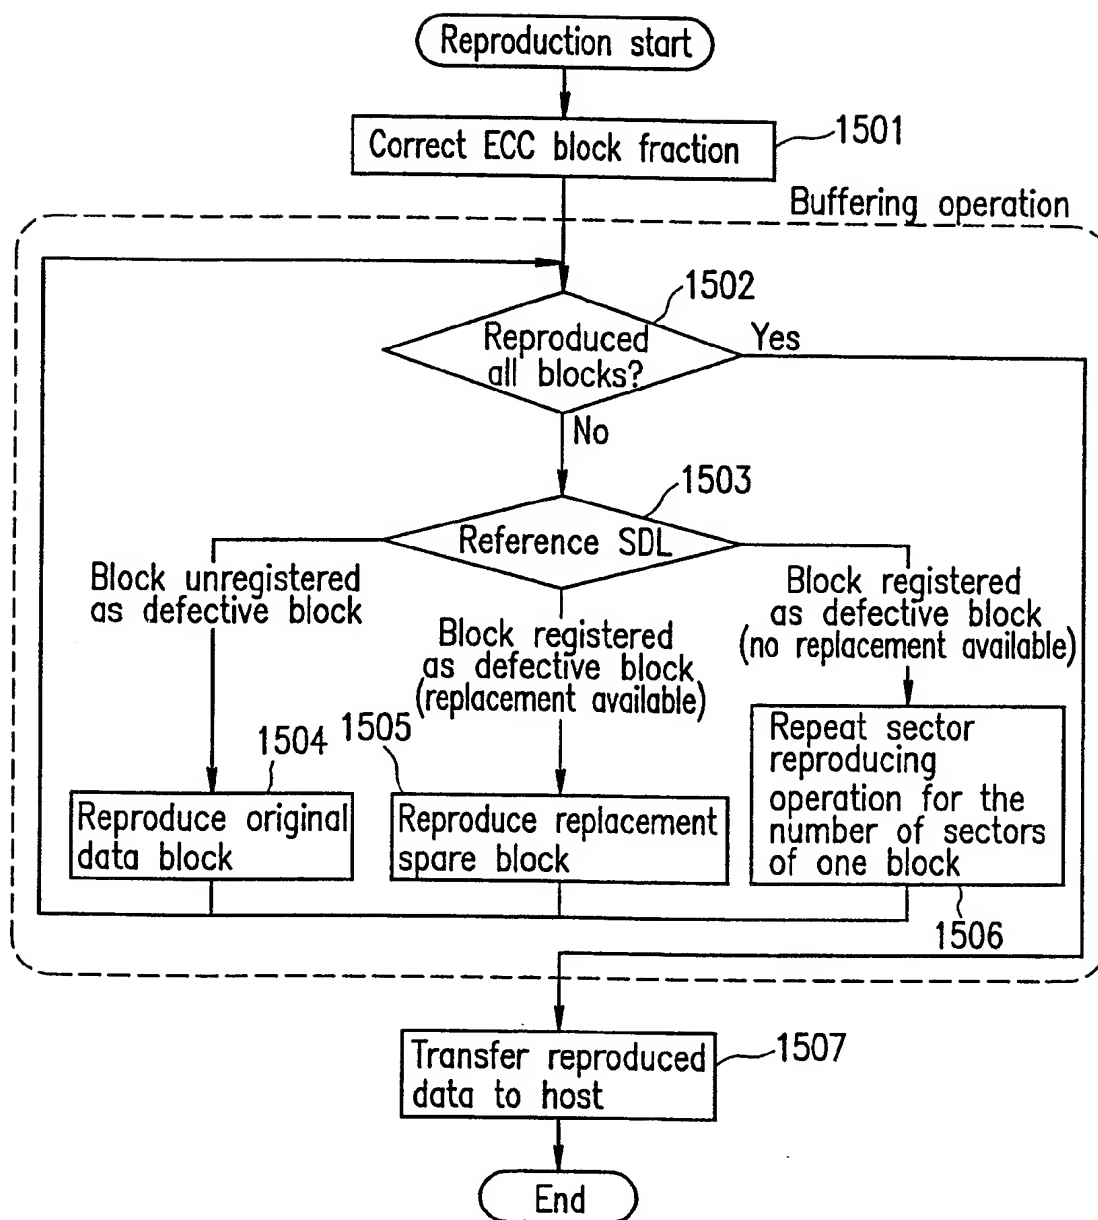 Reproduction start
Correct ECC block fraction
1501
Buffering operation
1502
Reproduced
all blocks?
Yes
No
1503
Reference SDL
Block unregistered
as defective block
Block registered
as defective block
(replacement available)
Block registered
as defective block
(no replacement available)
1504
Reproduce original
data block
1505
Reproduce replacement
spare block
Repeat sector
reproducing
operation for the
number of sectors
of one block
1506
Transfer reproduced
data to host
1507
End